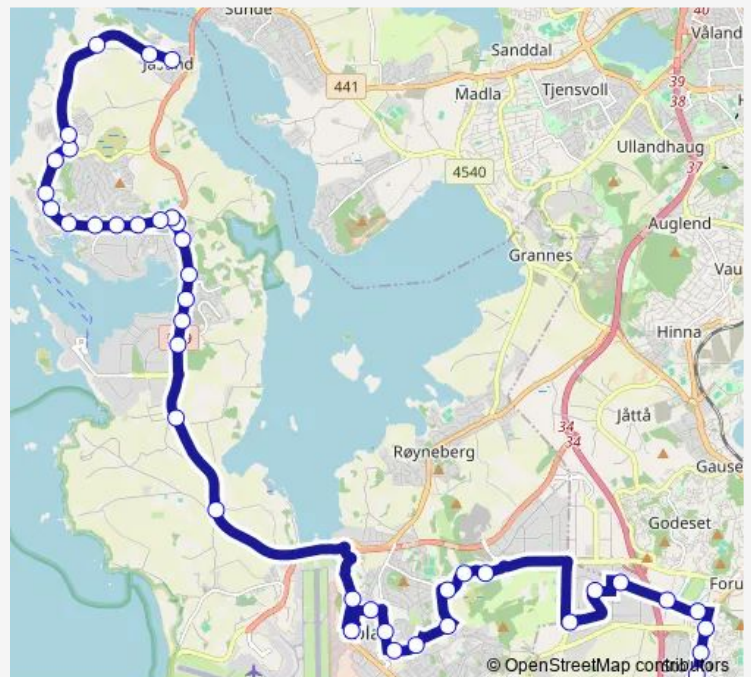 Sunde
40
Våland
Sanddal
441
39
38
Madla
Tjensvoll
Ullandhaug
37
4540
Auglend
Grannes
Vau
Hinna
Jåttå
34
34
Røyneberg
Gause
Godeset
Foru
© OpenStreetMap contributors